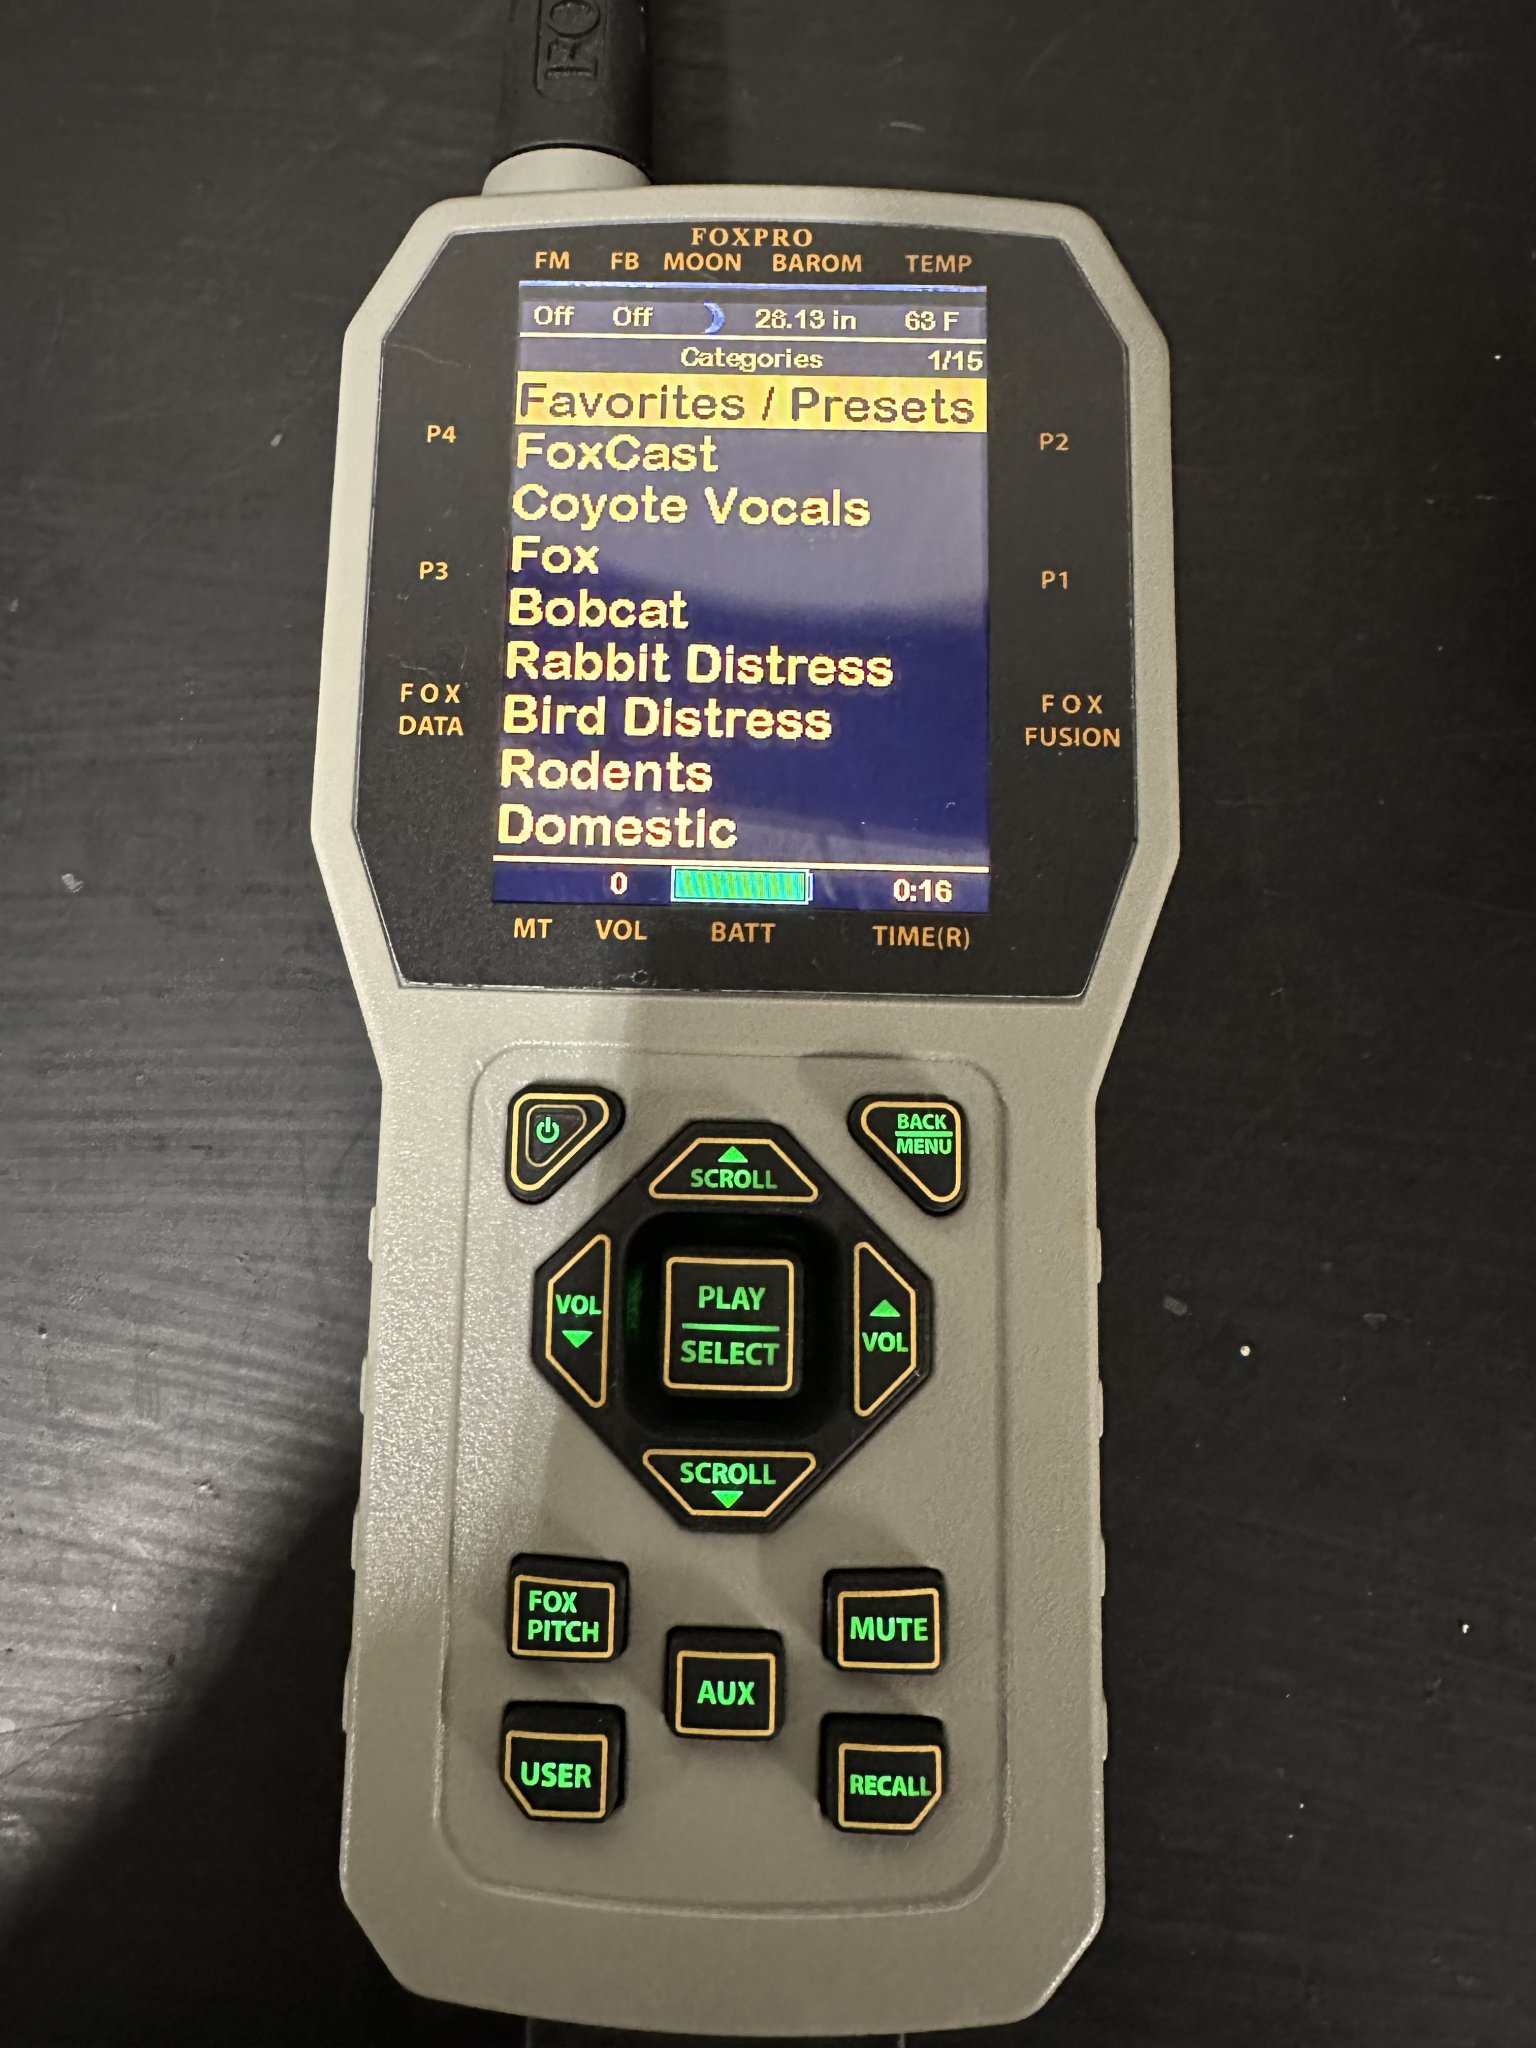 FO
FOXPRO
FM FB MOON BAROM TEMP
Off Off 28.13 in 63 F
Categories 1/15
Favorites / Presets
FoxCast
Coyote Vocals
Fox
Bobcat
Rabbit Distress
Bird Distress
Rodents
Domestic
0 0:16
MT VOL BATT TIME(R)
P4
P3
FOX
DATA
P2
P1
FOX
FUSION
BACK
MENU
SCROLL
VOL
PLAY
SELECT
VOL
SCROLL
FOX
PITCH
MUTE
AUX
USER
RECALL